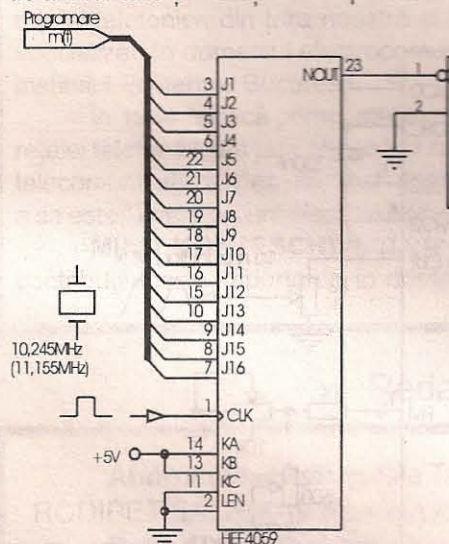 Programare
m(f)
NOUT 23
1
2
3 J1
4 J2
5 J3
6 J4
22 J5
21 J6
20 J7
19 J8
18 J9
17 J10
16 J11
15 J12
10 J13
9 J14
8 J15
7 J16
10,245MHz
(11,155MHz)
1 CLK
+5V
14 KA
13 KB
11 KC
2 LEN
HEF4059